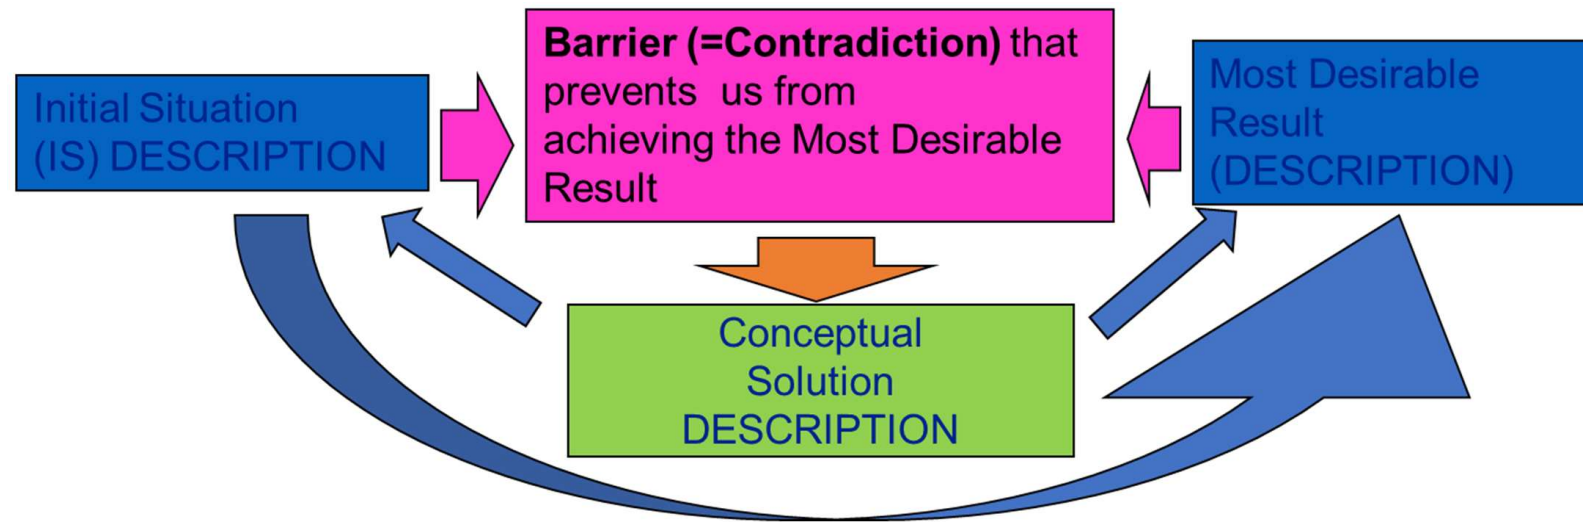 Initial Situation
(IS) DESCRIPTION
Barrier (=Contradiction) that
prevents us from
achieving the Most Desirable
Result
Most Desirable
Result
(DESCRIPTION)
Conceptual
Solution
DESCRIPTION